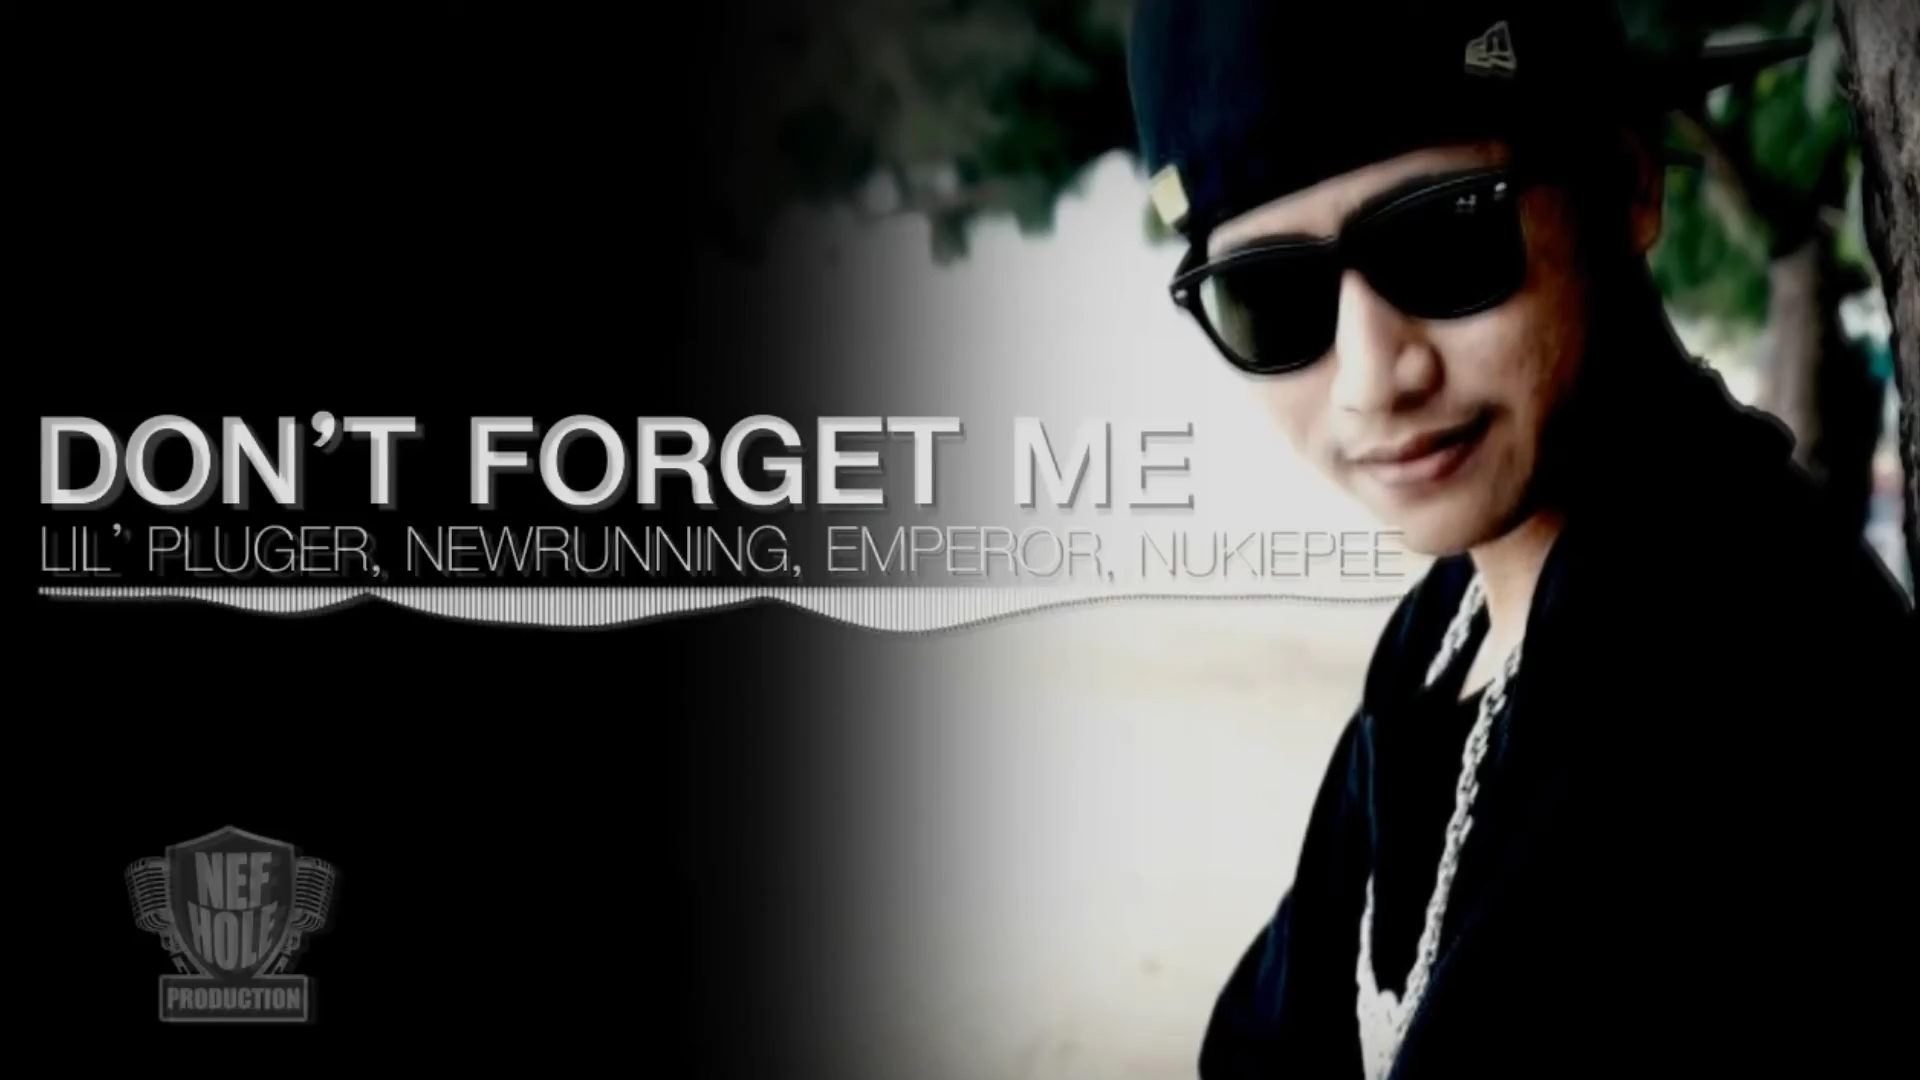 DON'T FORGET ME
LIL' PLUGER, NEWRUNNING, EMPEROR, NUKIEPEE
NEF
HOLE
PRODUCTION